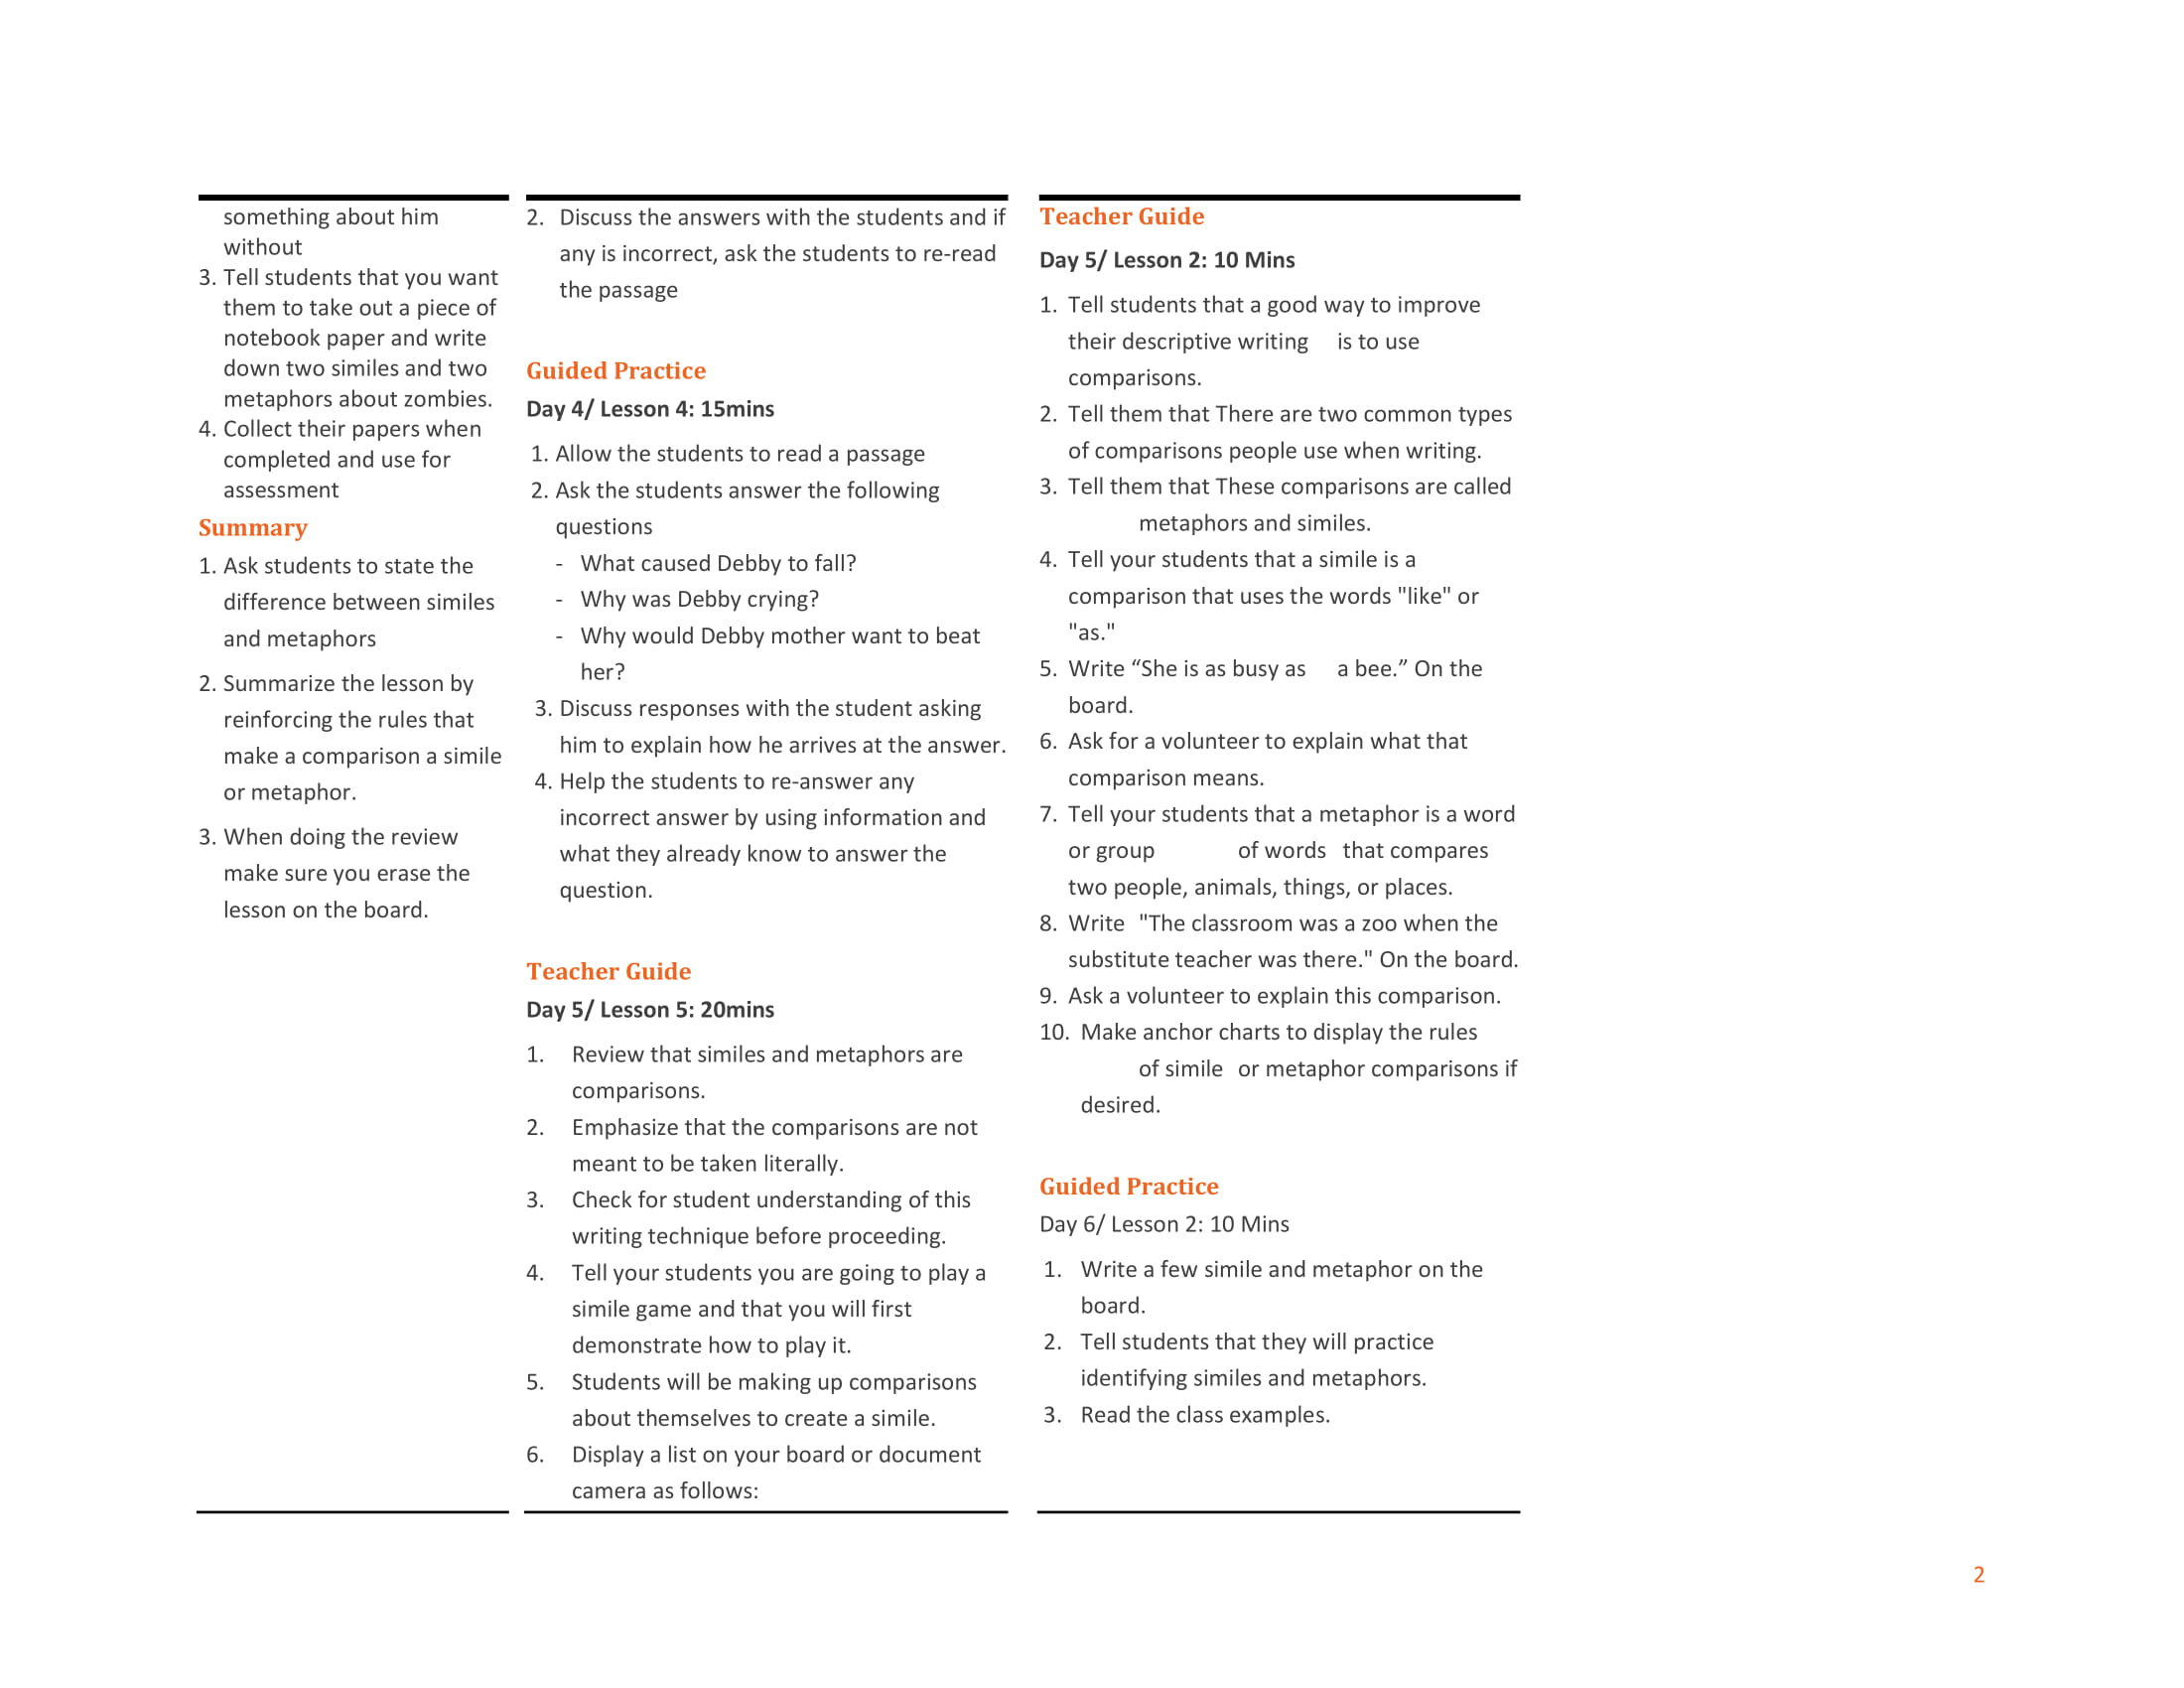 something about him
without
3. Tell students that you want
them to take out a piece of
notebook paper and write
down two similes and two
metaphors about zombies.
4. Collect their papers when
completed and use for
assessment
Summary
1. Ask students to state the
difference between similes
and metaphors
2. Summarize the lesson by
reinforcing the rules that
make a comparison a simile
or metaphor.
3. When doing the review
make sure you erase the
lesson on the board.
2. Discuss the answers with the students and if
any is incorrect, ask the students to re-read
the passage
Guided Practice
Day 4/ Lesson 4: 15mins
1. Allow the students to read a passage
2. Ask the students answer the following
questions
- What caused Debby to fall?
- Why was Debby crying?
- Why would Debby mother want to beat
her?
3. Discuss responses with the student asking
him to explain how he arrives at the answer.
4. Help the students to re-answer any
incorrect answer by using information and
what they already know to answer the
question.
Teacher Guide
Day 5/ Lesson 5: 20mins
1. Review that similes and metaphors are
comparisons.
2. Emphasize that the comparisons are not
meant to be taken literally.
3. Check for student understanding of this
writing technique before proceeding.
4. Tell your students you are going to play a
simile game and that you will first
demonstrate how to play it.
5. Students will be making up comparisons
about themselves to create a simile.
6. Display a list on your board or document
camera as follows:
Teacher Guide
Day 5/ Lesson 2: 10 Mins
1. Tell students that a good way to improve
their descriptive writing is to use
comparisons.
2. Tell them that There are two common types
of comparisons people use when writing.
3. Tell them that These comparisons are called
metaphors and similes.
4. Tell your students that a simile is a
comparison that uses the words "like" or
"as."
5. Write “She is as busy as a bee.” On the
board.
6. Ask for a volunteer to explain what that
comparison means.
7. Tell your students that a metaphor is a word
or group of words that compares
two people, animals, things, or places.
8. Write "The classroom was a zoo when the
substitute teacher was there." On the board.
9. Ask a volunteer to explain this comparison.
10. Make anchor charts to display the rules
of simile or metaphor comparisons if
desired.
Guided Practice
Day 6/ Lesson 2: 10 Mins
1. Write a few simile and metaphor on the
board.
2. Tell students that they will practice
identifying similes and metaphors.
3. Read the class examples.
2